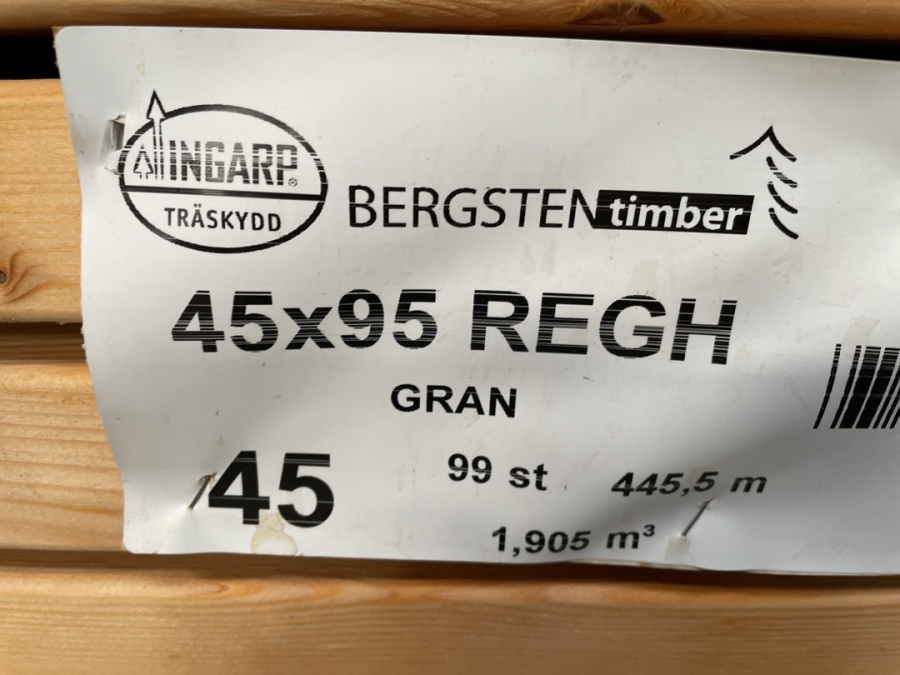 INGARP®
TRÄSKYDD
BERGSTEN timber
45x95 REGH
GRAN
45
99 st
445,5 m
1,905 m³